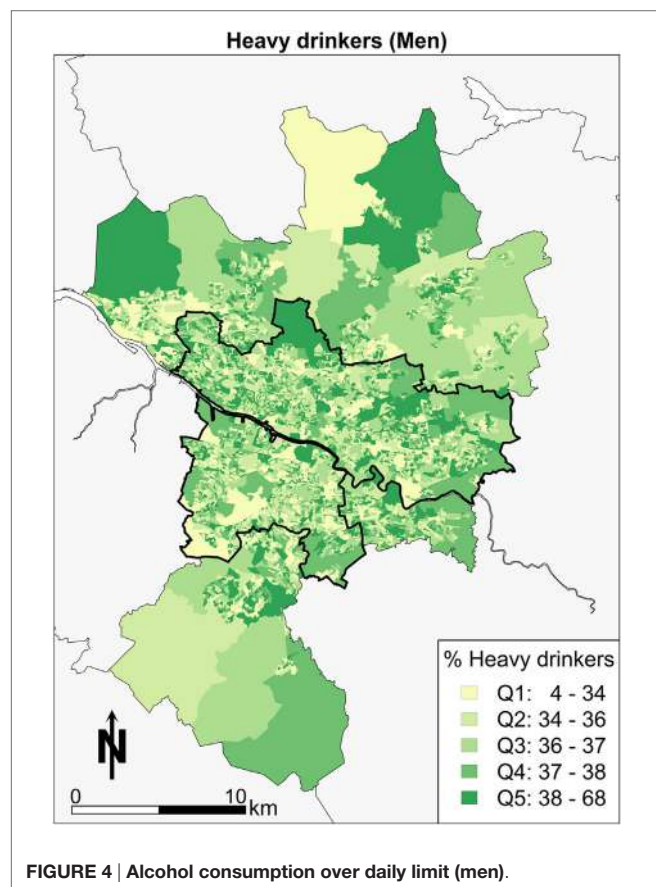 Heavy drinkers (Men)
% Heavy drinkers
Q1: 4 - 34
Q2: 34 - 36
Q3: 36 - 37
Q4: 37 - 38
Q5: 38 - 68
N
0 10
km
FIGURE 4 | Alcohol consumption over daily limit (men).